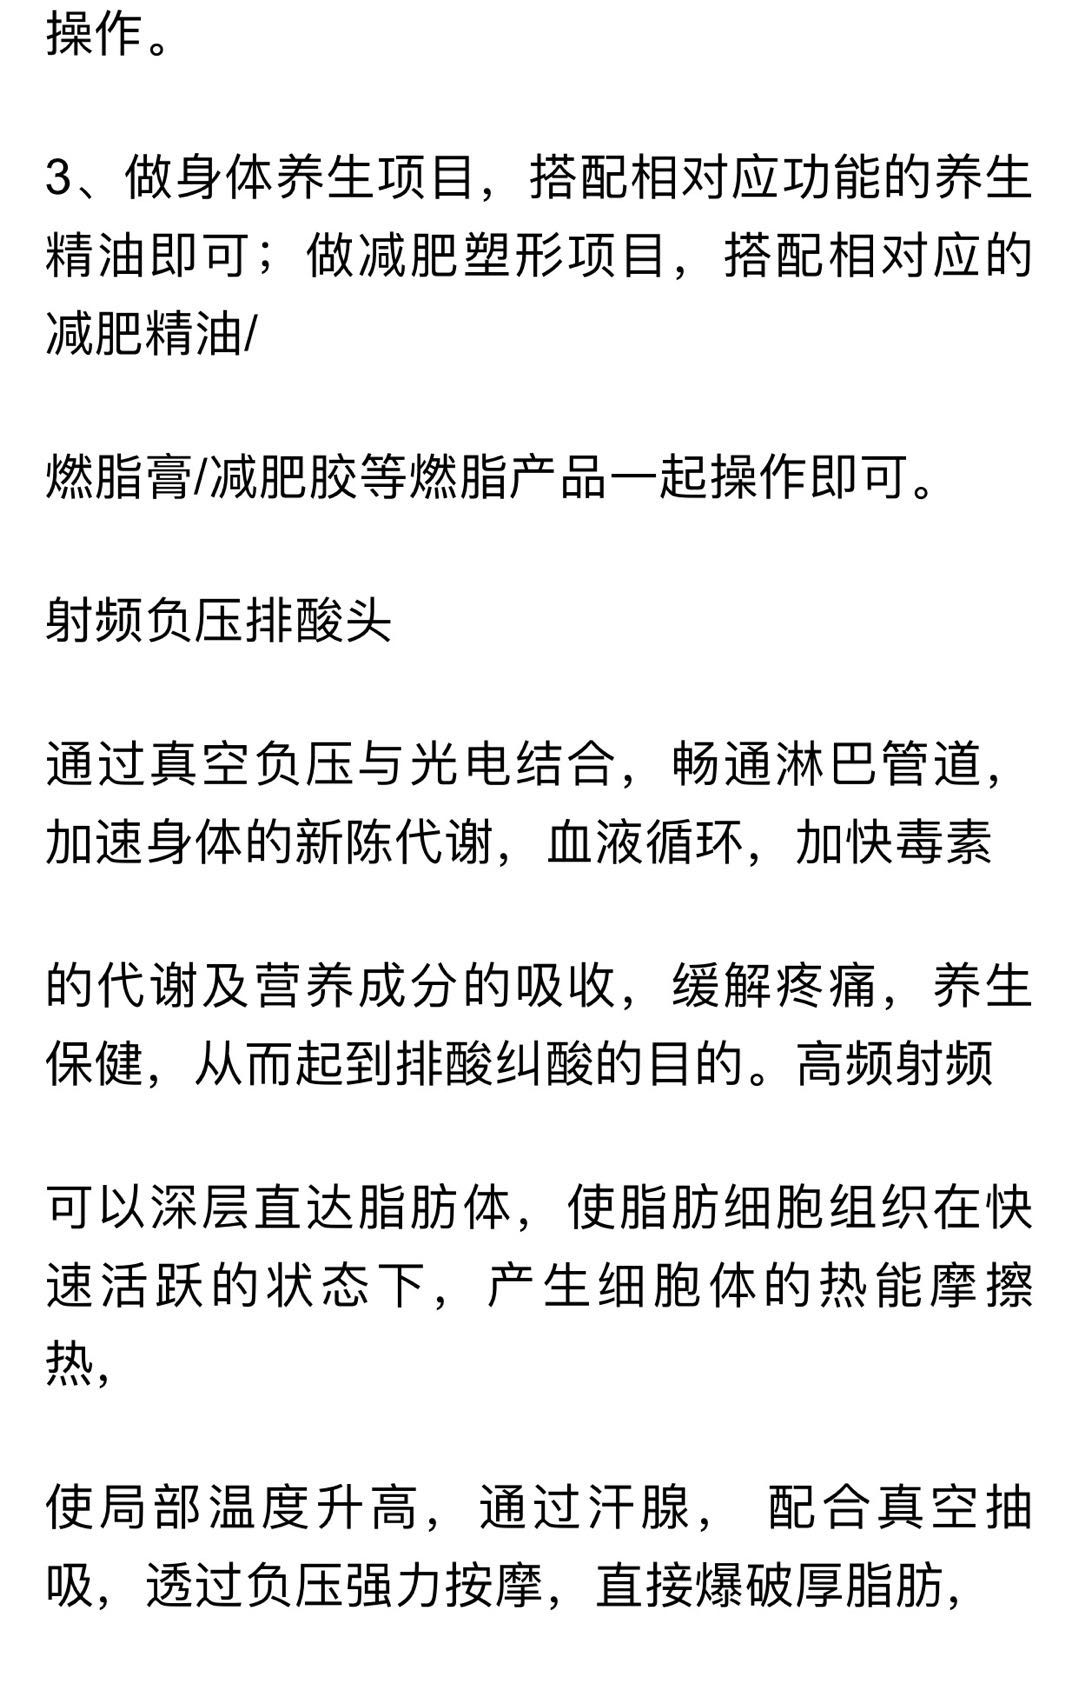 操作。
3、做身体养生项目，搭配相对应功能的养生
精油即可；做减肥塑形项目，搭配相对应的
减肥精油/
燃脂膏/减肥胶等燃脂产品一起操作即可。
射频负压排酸头
通过真空负压与光电结合，畅通淋巴管道，
加速身体的新陈代谢，血液循环，加快毒素
的代谢及营养成分的吸收，缓解疼痛，养生
保健，从而起到排酸纠酸的目的。高频射频
可以深层直达脂肪体，使脂肪细胞组织在快
速活跃的状态下，产生细胞体的热能摩擦
热，
使局部温度升高，通过汗腺， 配合真空抽
吸，透过负压强力按摩，直接爆破厚脂肪，